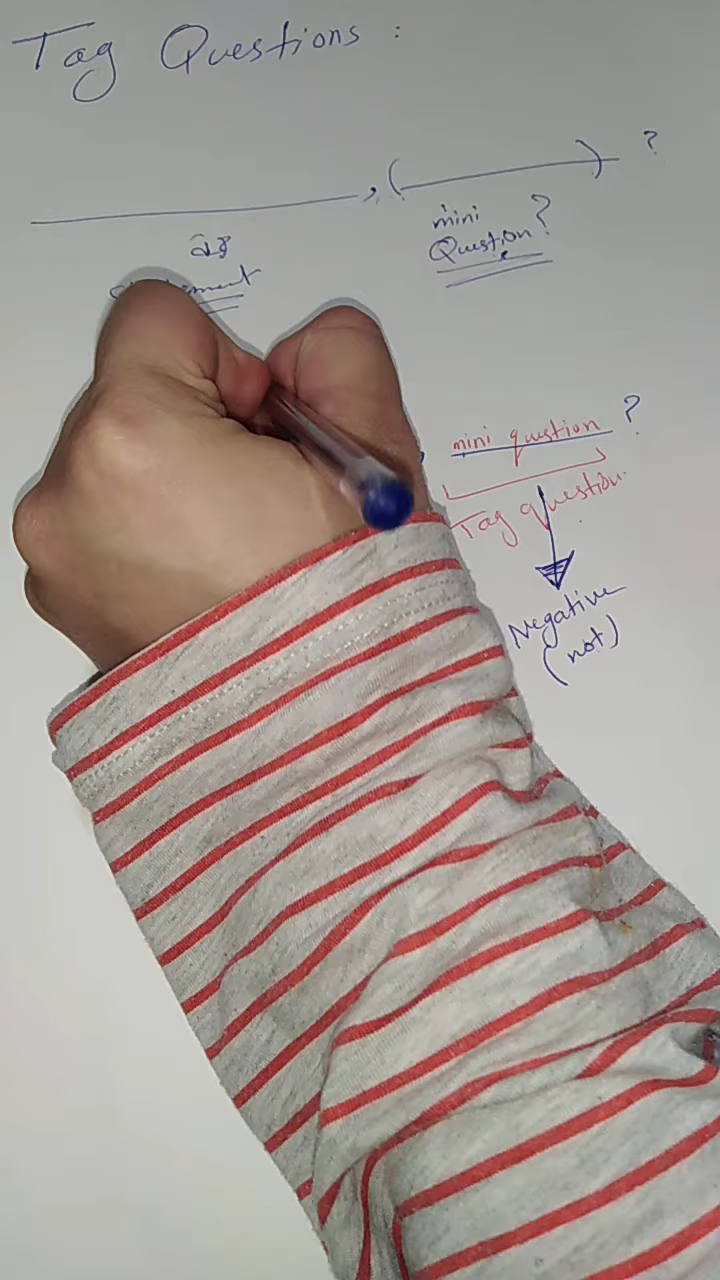 Tag Questions :
, ( ) ?
mini
Question?
mini question ?
Tag question
Negative
(not)